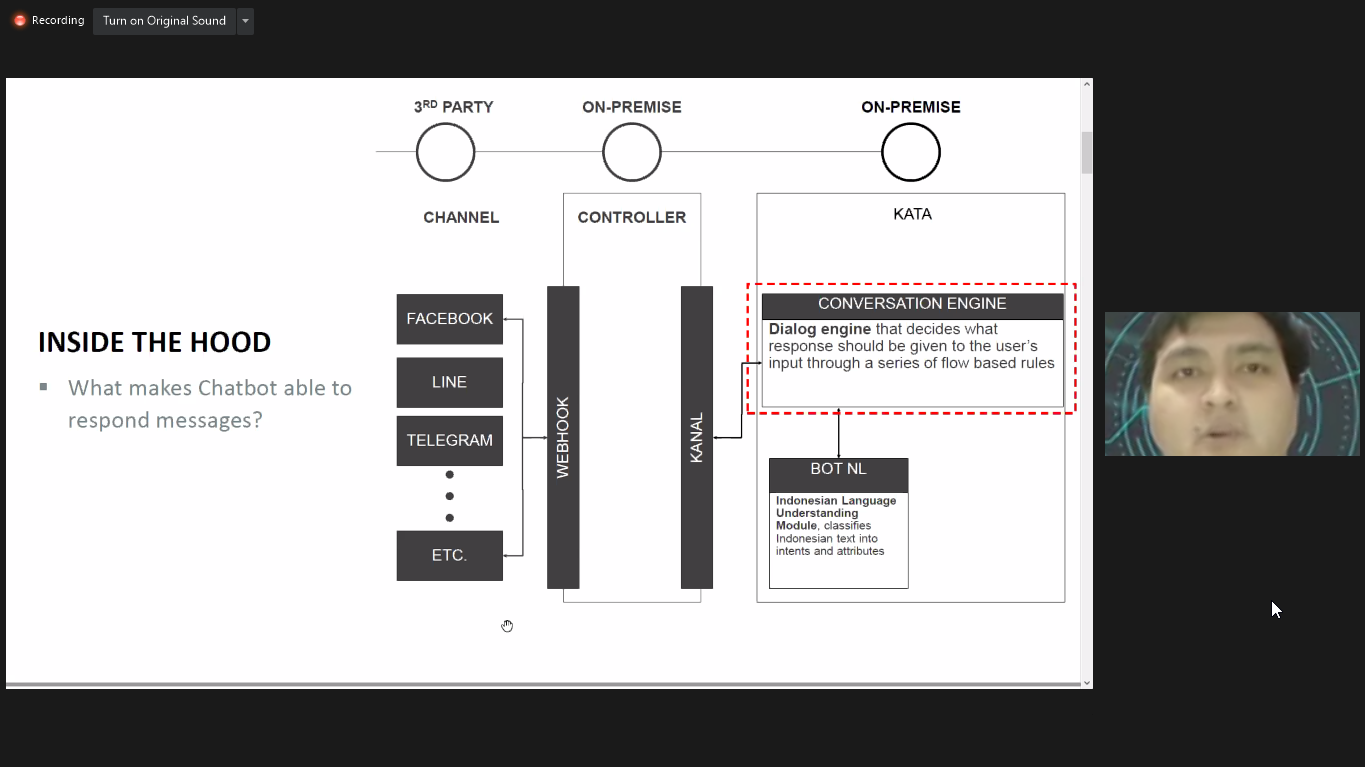 Recording
Turn on Original Sound
3RD PARTY
ON-PREMISE
ON-PREMISE
CHANNEL
CONTROLLER
KATA
INSIDE THE HOOD
What makes Chatbot able to
respond messages?
FACEBOOK
LINE
TELEGRAM
ETC.
WEBHOOK
KANAL
CONVERSATION ENGINE
Dialog engine that decides what
response should be given to the user's
input through a series of flow based rules
BOT NL
Indonesian Language
Understanding
Module, classifies
Indonesian text into
intents and attributes